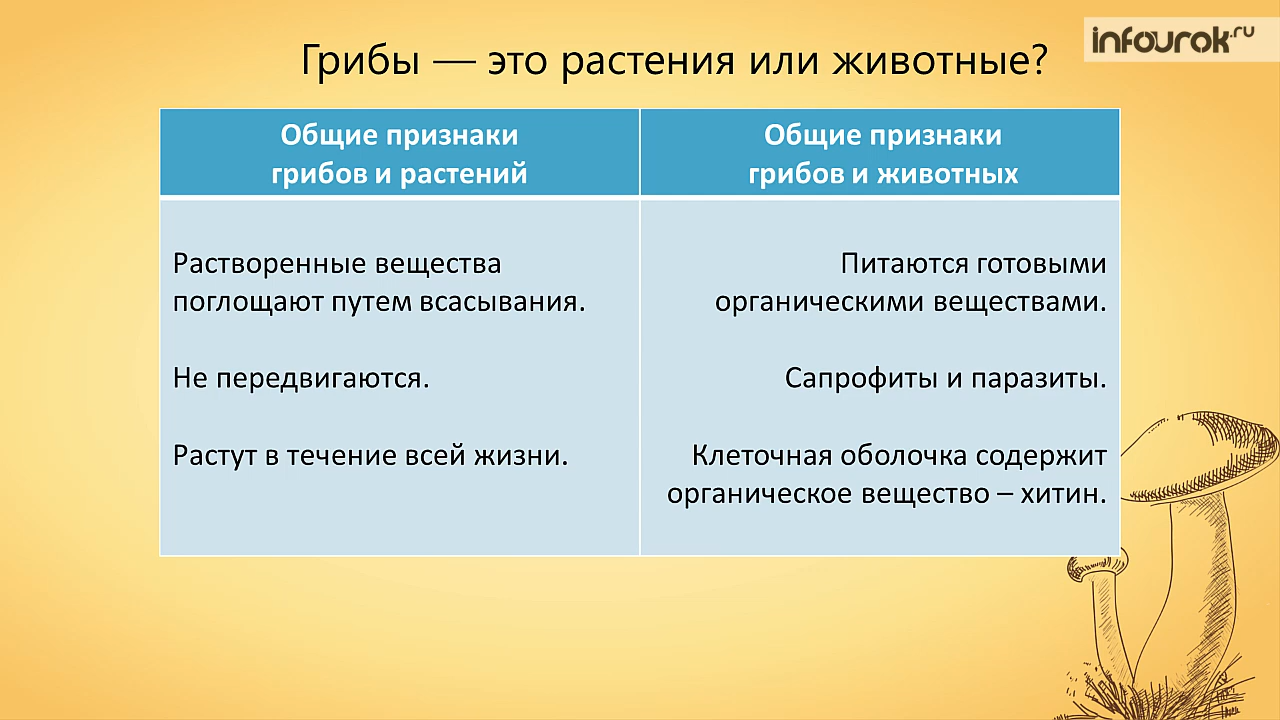 infourok.ru
Грибы — это растения или животные?
Общие признаки
грибов и растений
Общие признаки
грибов и животных
Растворенные вещества
поглощают путем всасывания.
Не передвигаются.
Растут в течение всей жизни.
Питаются готовыми
органическими веществами.
Сапрофиты и паразиты.
Клеточная оболочка содержит
органическое вещество – хитин.